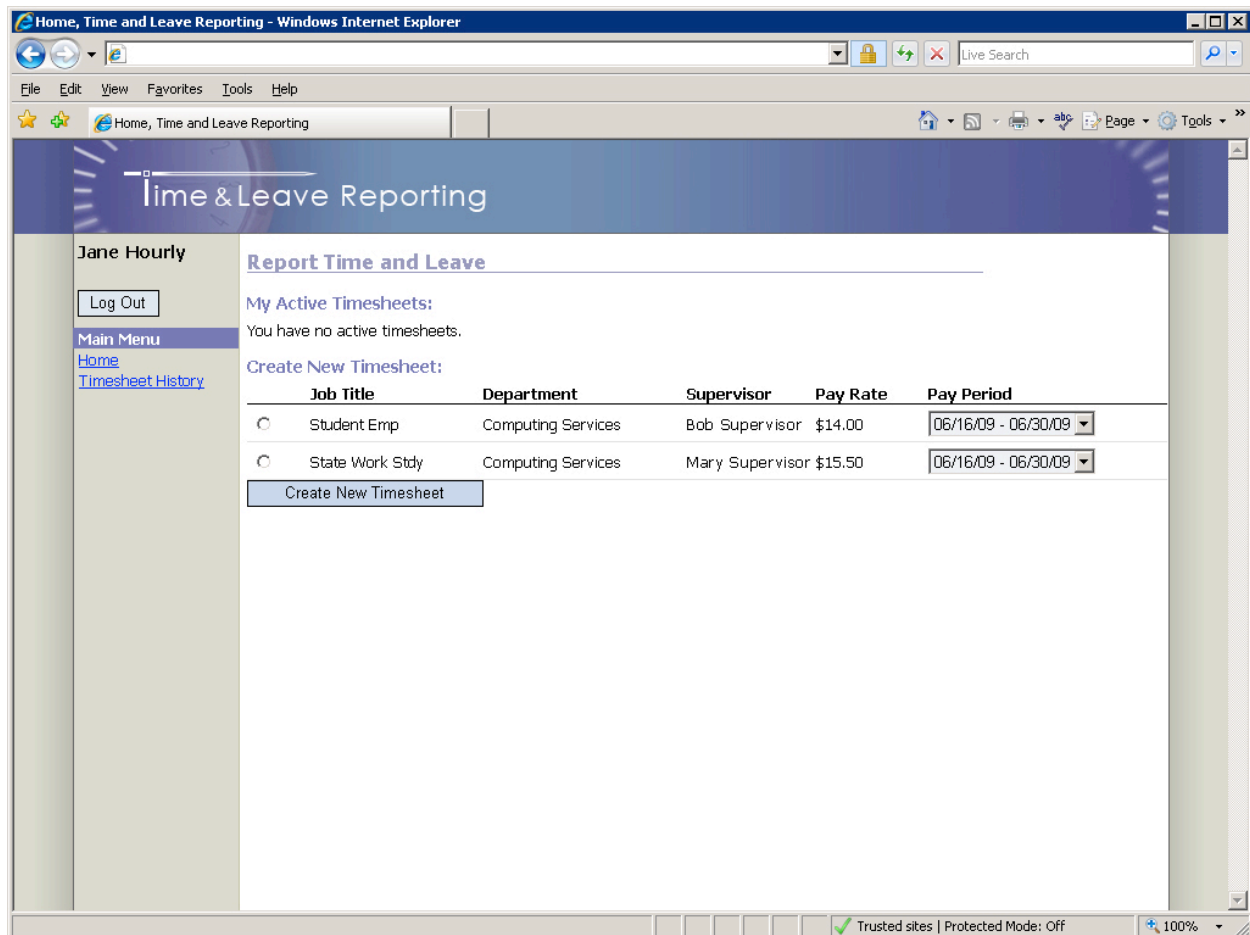 Home, Time and Leave Reporting - Windows Internet Explorer
Live Search
File Edit View Favorites Tools Help
Home, Time and Leave Reporting
Page Tools »
Time & Leave Reporting
Jane Hourly
Log Out
Main Menu
Home
Timesheet History
Report Time and Leave
My Active Timesheets:
You have no active timesheets.
Create New Timesheet:
Job Title Department Supervisor Pay Rate Pay Period
Student Emp Computing Services Bob Supervisor $14.00 06/16/09 - 06/30/09
State Work Stdy Computing Services Mary Supervisor $15.50 06/16/09 - 06/30/09
Create New Timesheet
Trusted sites | Protected Mode: Off 100%